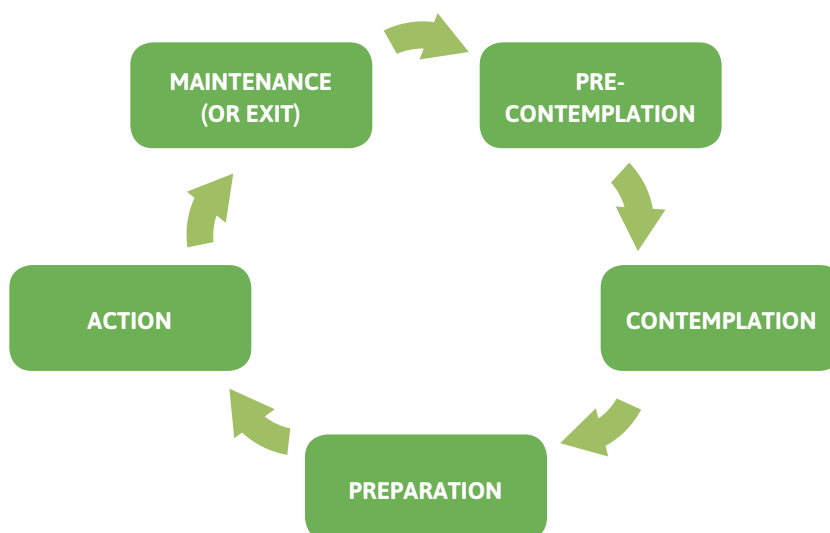 MAINTENANCE
(OR EXIT)
PRE-
CONTEMPLATION
CONTEMPLATION
PREPARATION
ACTION